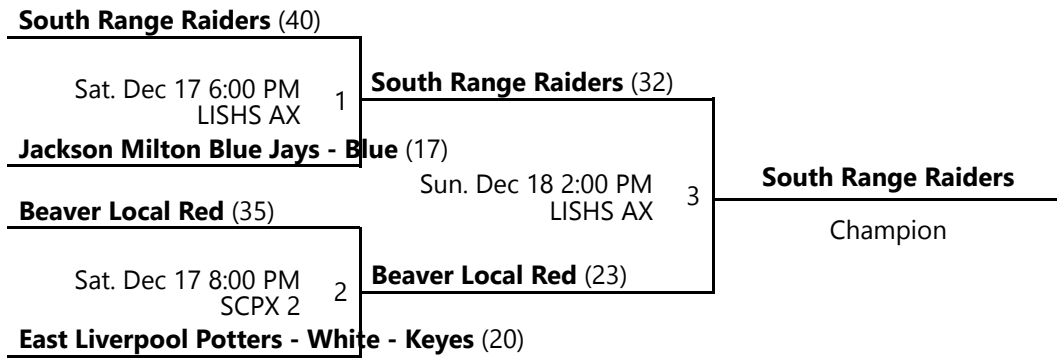 South Range Raiders (40)
Sat. Dec 17 6:00 PM
LISHS AX
1
Jackson Milton Blue Jays - Blue (17)
South Range Raiders (32)
Beaver Local Red (35)
Sat. Dec 17 8:00 PM
SCPX 2
2
East Liverpool Potters - White - Keyes (20)
Sun. Dec 18 2:00 PM
LISHS AX
3
Beaver Local Red (23)
South Range Raiders
Champion